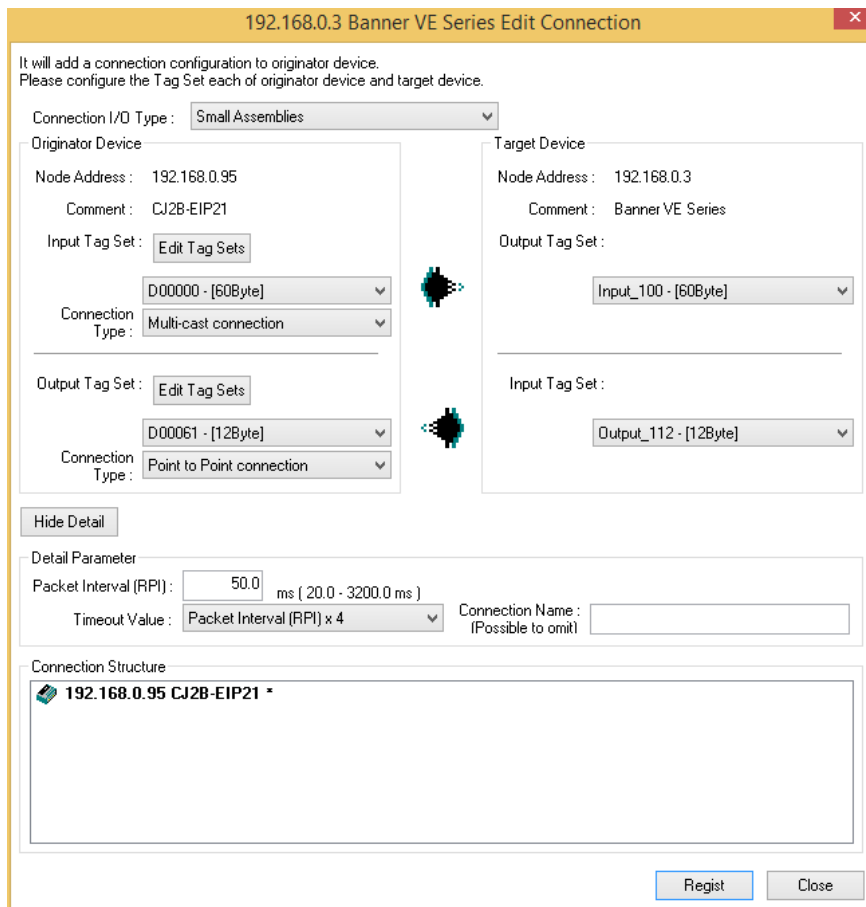 192.168.0.3 Banner VE Series Edit Connection
It will add a connection configuration to originator device.
Please configure the Tag Set each of originator device and target device.
Connection I/O Type : Small Assemblies
Originator Device
Node Address : 192.168.0.95
Comment : CJ2B-EIP21
Input Tag Set : Edit Tag Sets
D00000 - [60Byte]
Connection
Type : Multi-cast connection
Output Tag Set : Edit Tag Sets
D00061 - [12Byte]
Connection
Type : Point to Point connection
Target Device
Node Address : 192.168.0.3
Comment : Banner VE Series
Output Tag Set :
Input_100 - [60Byte]
Input Tag Set :
Output_112 - [12Byte]
Hide Detail
Detail Parameter
Packet Interval (RPI) : 50.0 ms ( 20.0 - 3200.0 ms )
Timeout Value : Packet Interval (RPI) x 4
Connection Name :
(Possible to omit)
Connection Structure
192.168.0.95 CJ2B-EIP21 *
Regist Close